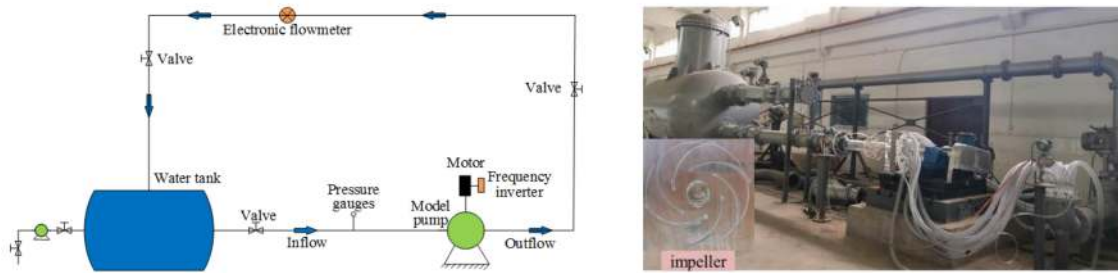 Electronic flowmeter
Valve
Valve
Water tank
Valve
Inflow
Pressure
gauges
Motor
Frequency
inverter
Model
pump
Outflow
impeller